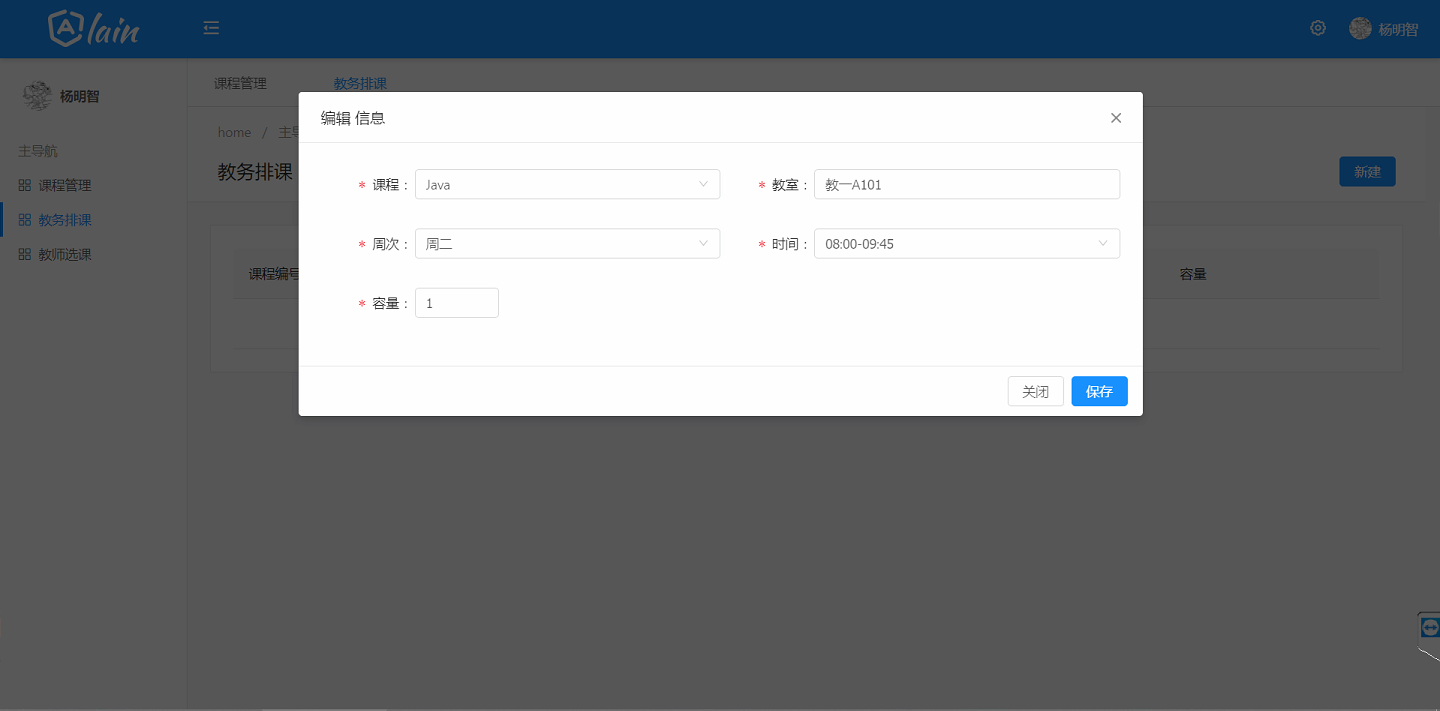 Alain
杨明智
杨明智
课程管理
教务排课
home / 主导
主导航
课程管理
教务排课
教师选课
教务排课
新建
课程编号
容量
编辑 信息
* 课程 : Java
* 教室 : 教一A101
* 周次 : 周二
* 时间 : 08:00-09:45
* 容量 : 1
关闭
保存